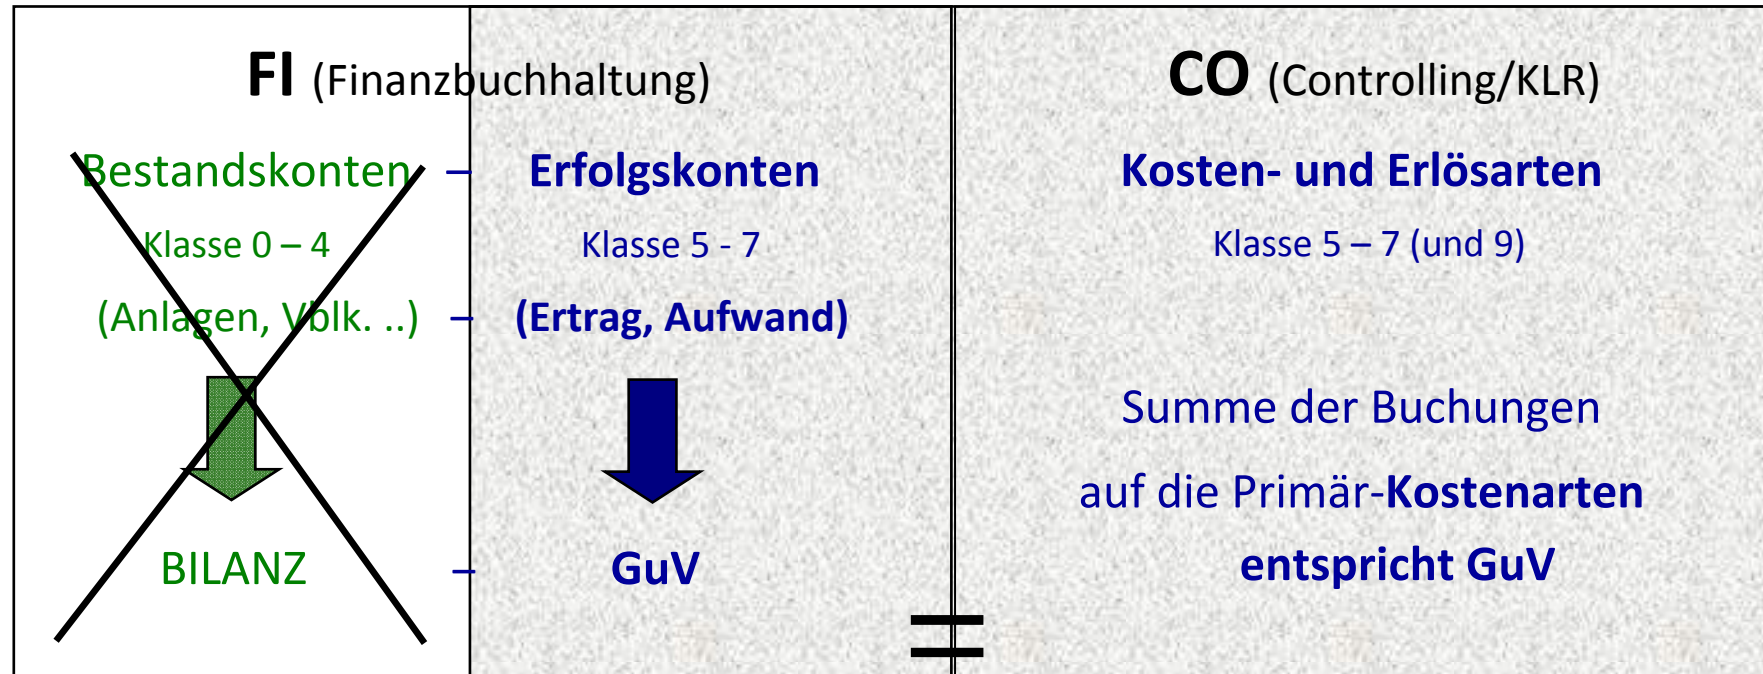 FI (Finanzbuchhaltung)
CO (Controlling/KLR)
Bestandskonten – Erfolgskonten
Kosten- und Erlösarten
Klasse 0 – 4
Klasse 5 - 7
Klasse 5 – 7 (und 9)
(Anlagen, Vblk. ..) – (Ertrag, Aufwand)
Summe der Buchungen
auf die Primär-Kostenarten
entspricht GuV
BILANZ – GuV
=